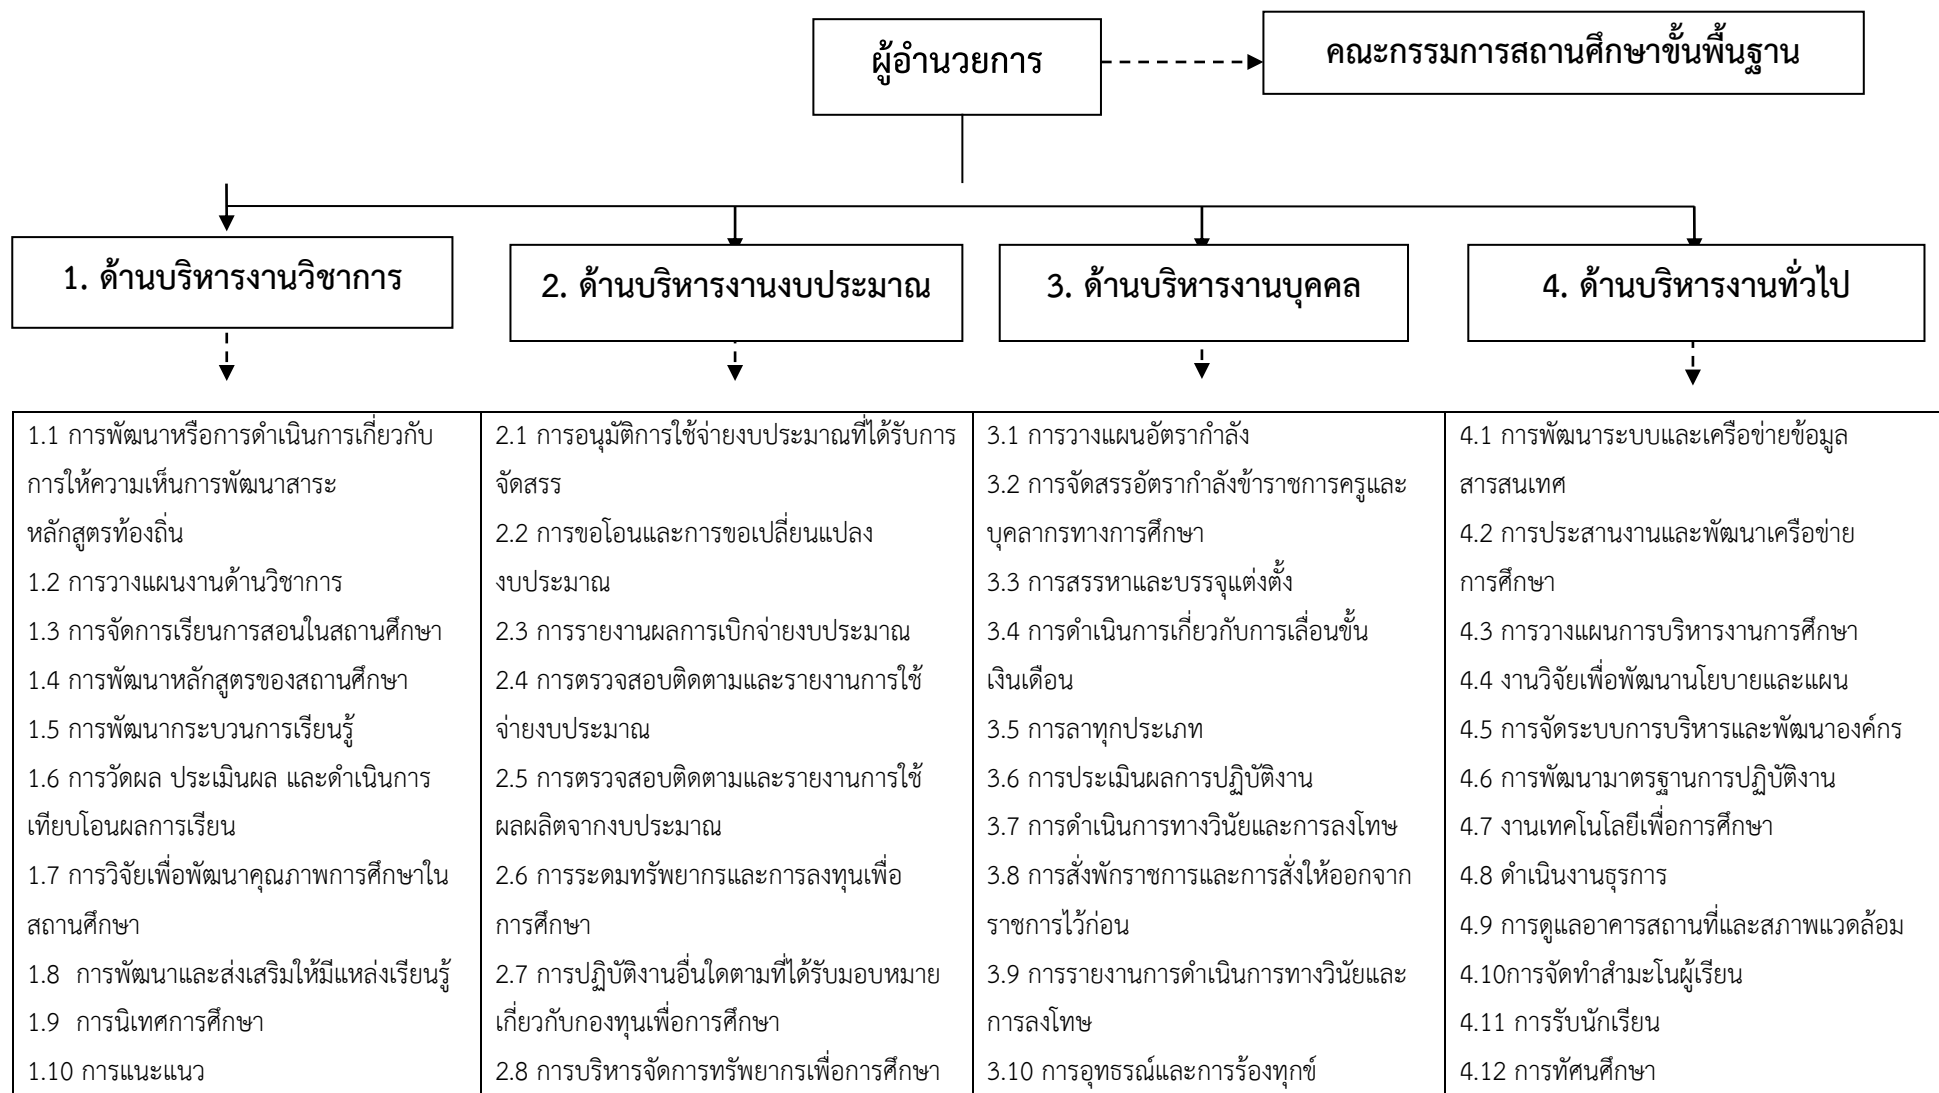 ผู้อำนวยการ
คณะกรรมการสถานศึกษาขั้นพื้นฐาน
1. ด้านบริหารงานวิชาการ
2. ด้านบริหารงานงบประมาณ
3. ด้านบริหารงานบุคคล
4. ด้านบริหารงานทั่วไป
1.1 การพัฒนาหรือการดำเนินการเกี่ยวกับ
การให้ความเห็นการพัฒนาสาระ
หลักสูตรท้องถิ่น
1.2 การวางแผนงานด้านวิชาการ
1.3 การจัดการเรียนการสอนในสถานศึกษา
1.4 การพัฒนาหลักสูตรของสถานศึกษา
1.5 การพัฒนากระบวนการเรียนรู้
1.6 การวัดผล ประเมินผล และดำเนินการ
เทียบโอนผลการเรียน
1.7 การวิจัยเพื่อพัฒนาคุณภาพการศึกษาใน
สถานศึกษา
1.8 การพัฒนาและส่งเสริมให้มีแหล่งเรียนรู้
1.9 การนิเทศการศึกษา
1.10 การแนะแนว
2.1 การอนุมัติการใช้จ่ายงบประมาณที่ได้รับการ
จัดสรร
2.2 การขอโอนและการขอเปลี่ยนแปลง
งบประมาณ
2.3 การรายงานผลการเบิกจ่ายงบประมาณ
2.4 การตรวจสอบติดตามและรายงานการใช้
จ่ายงบประมาณ
2.5 การตรวจสอบติดตามและรายงานการใช้
ผลผลิตจากงบประมาณ
2.6 การระดมทรัพยากรและการลงทุนเพื่อ
การศึกษา
2.7 การปฏิบัติงานอื่นใดตามที่ได้รับมอบหมาย
เกี่ยวกับกองทุนเพื่อการศึกษา
2.8 การบริหารจัดการทรัพยากรเพื่อการศึกษา
3.1 การวางแผนอัตรากำลัง
3.2 การจัดสรรอัตรากำลังข้าราชการครูและ
บุคลากรทางการศึกษา
3.3 การสรรหาและบรรจุแต่งตั้ง
3.4 การดำเนินการเกี่ยวกับการเลื่อนขั้น
เงินเดือน
3.5 การลาทุกประเภท
3.6 การประเมินผลการปฏิบัติงาน
3.7 การดำเนินการทางวินัยและการลงโทษ
3.8 การสั่งพักราชการและการสั่งให้ออกจาก
ราชการไว้ก่อน
3.9 การรายงานการดำเนินการทางวินัยและ
การลงโทษ
3.10 การอุทธรณ์และการร้องทุกข์
4.1 การพัฒนาระบบและเครือข่ายข้อมูล
สารสนเทศ
4.2 การประสานงานและพัฒนาเครือข่าย
การศึกษา
4.3 การวางแผนการบริหารงานการศึกษา
4.4 งานวิจัยเพื่อพัฒนานโยบายและแผน
4.5 การจัดระบบการบริหารและพัฒนาองค์กร
4.6 การพัฒนามาตรฐานการปฏิบัติงาน
4.7 งานเทคโนโลยีเพื่อการศึกษา
4.8 ดำเนินงานธุรการ
4.9 การดูแลอาคารสถานที่และสภาพแวดล้อม
4.10การจัดทำสำมะโนผู้เรียน
4.11 การรับนักเรียน
4.12 การทัศนศึกษา